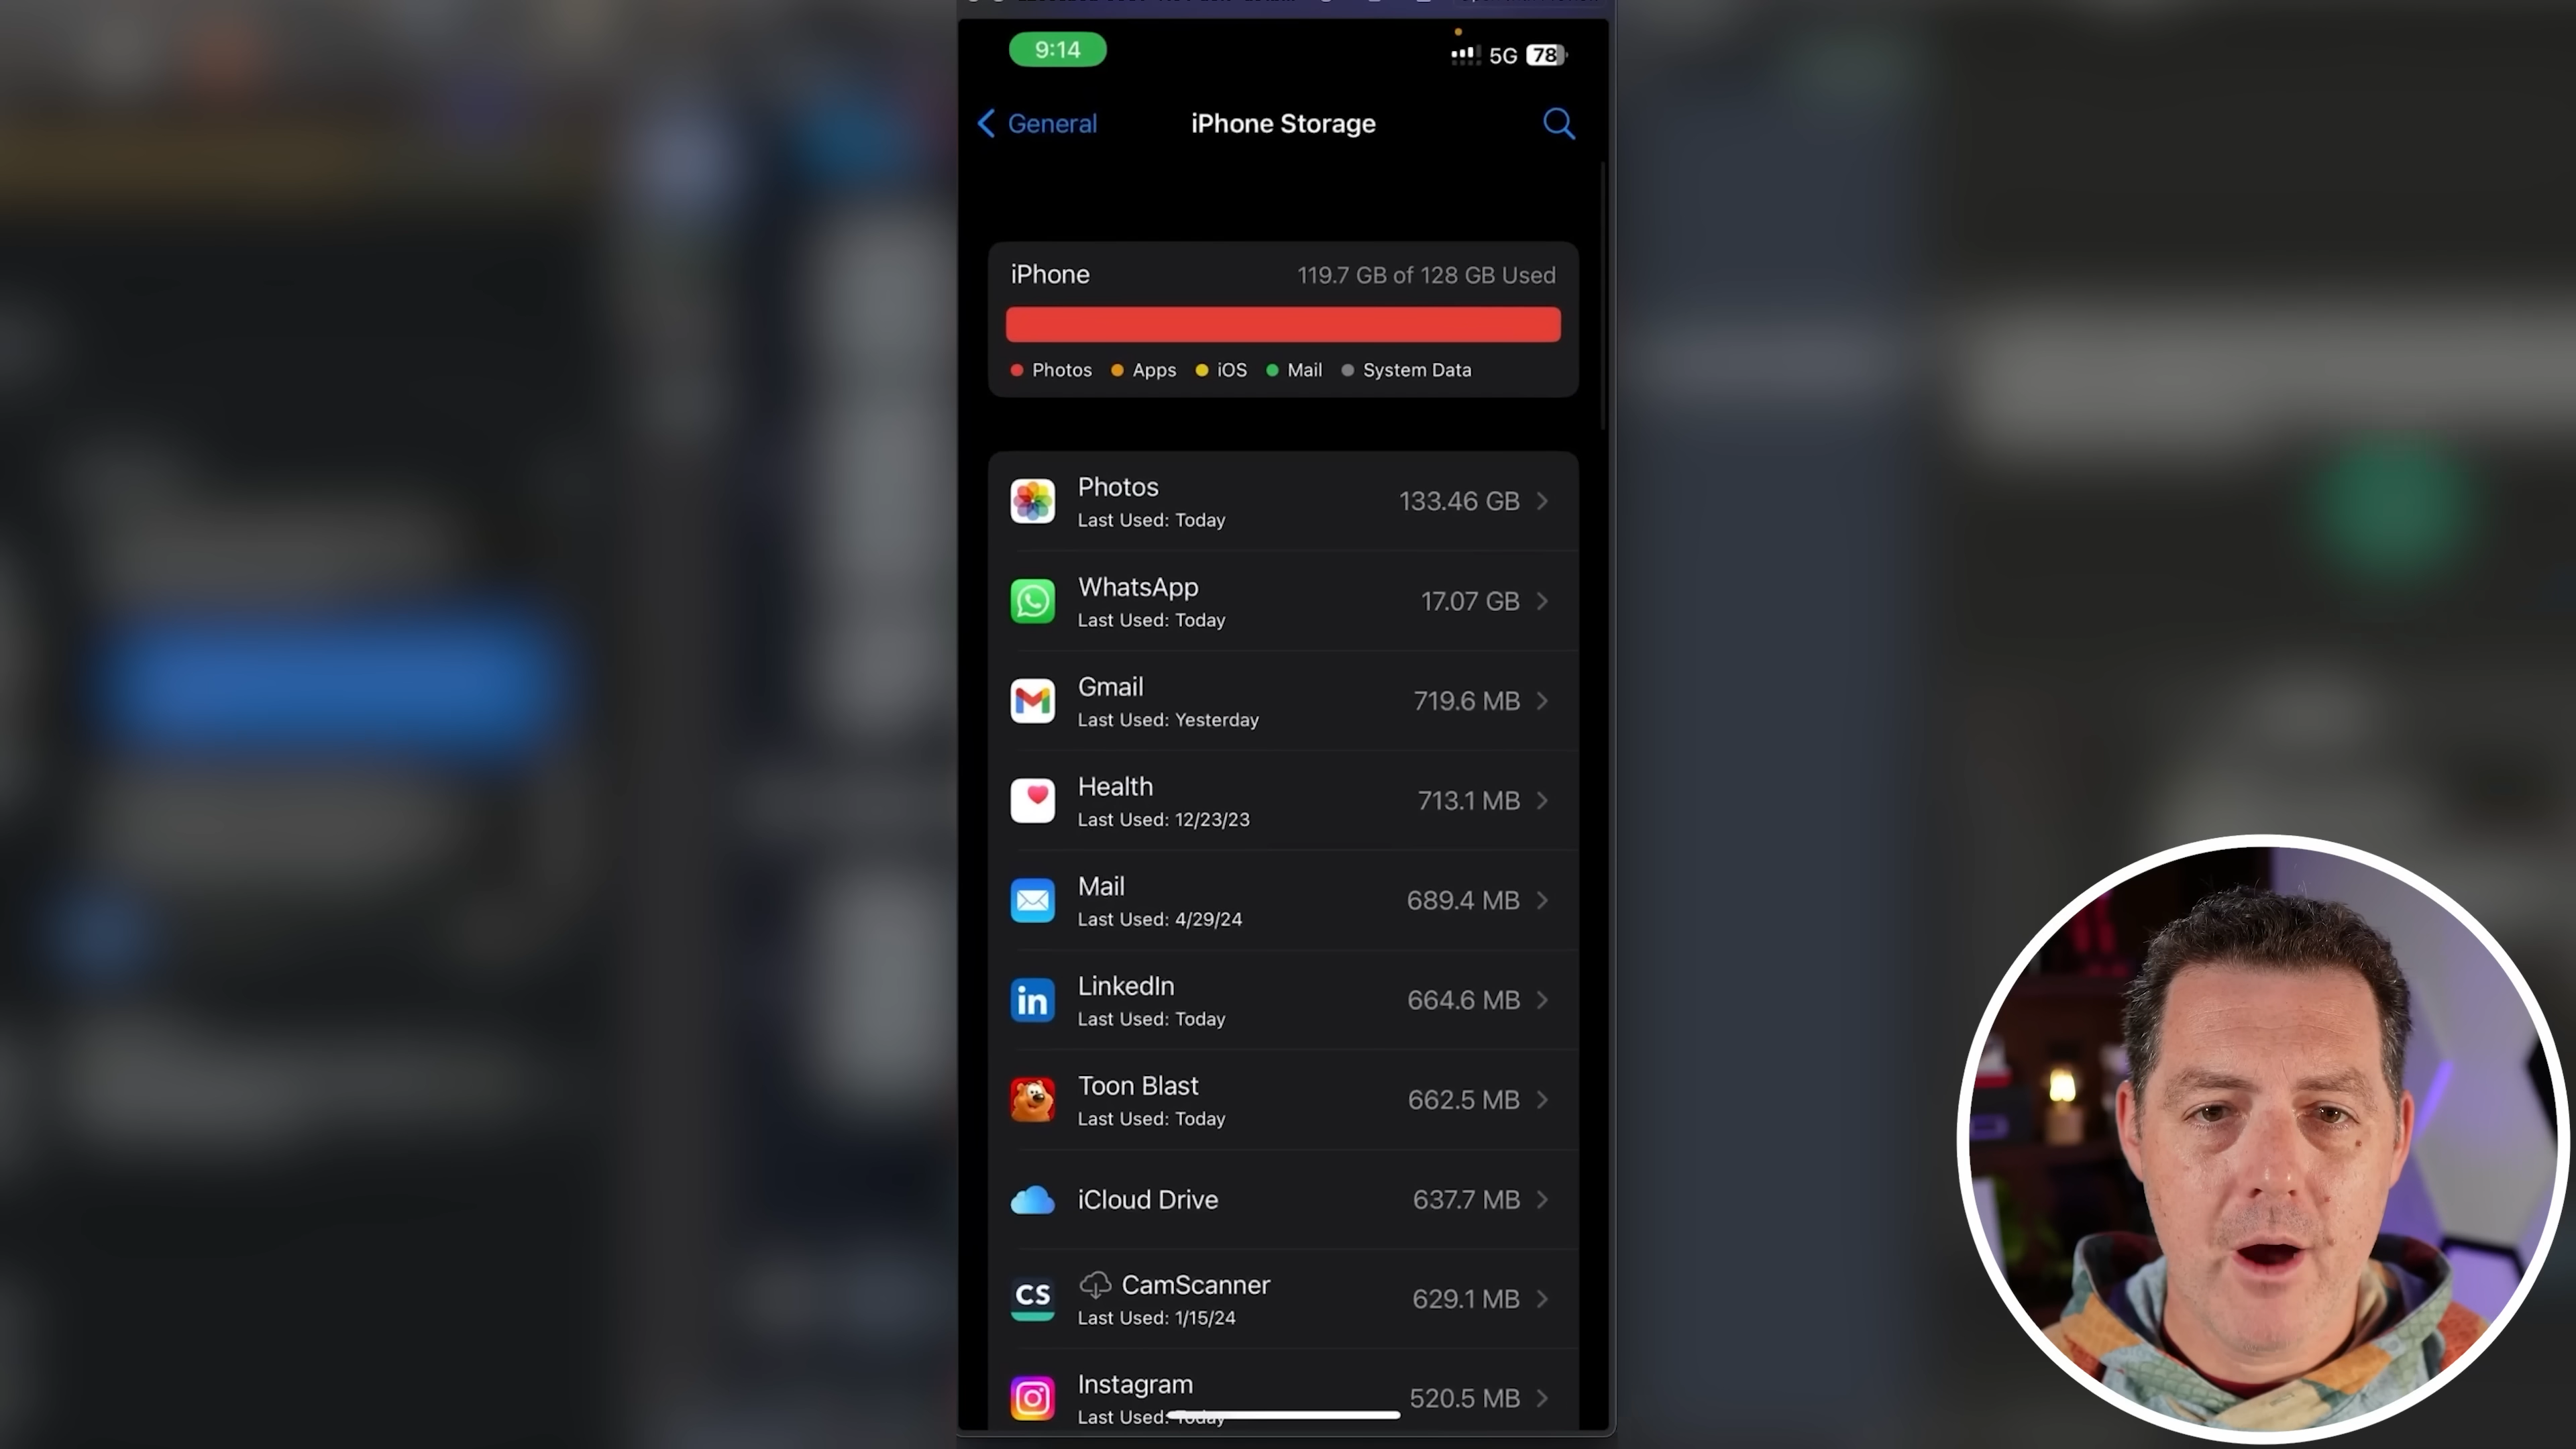 9:14
5G 78
General
iPhone Storage
iPhone
119.7 GB of 128 GB Used
Photos Apps iOS Mail System Data
Photos
133.46 GB
Last Used: Today
WhatsApp
17.07 GB
Last Used: Today
Gmail
719.6 MB
Last Used: Yesterday
Health
713.1 MB
Last Used: 12/23/23
Mail
689.4 MB
Last Used: 4/29/24
LinkedIn
664.6 MB
Last Used: Today
Toon Blast
662.5 MB
Last Used: Today
iCloud Drive
637.7 MB
CS
CamScanner
629.1 MB
Last Used: 1/15/24
Instagram
520.5 MB
Last Used: Today